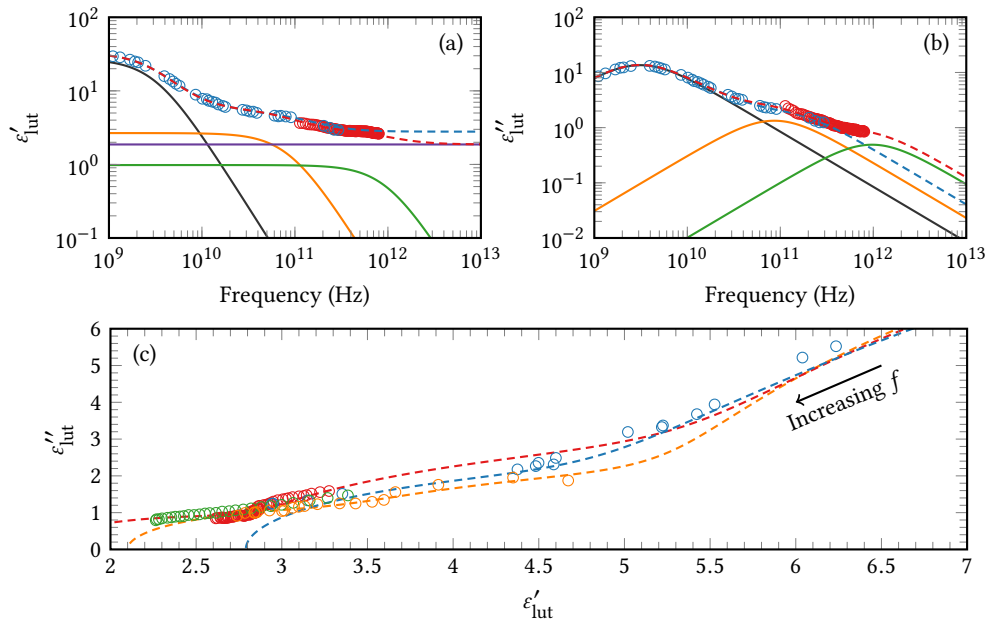 10² 10¹ 10⁰ 10⁻¹
ε′lut
(a)
10⁹ 10¹⁰ 10¹¹ 10¹² 10¹³
Frequency (Hz)
10² 10¹ 10⁰ 10⁻¹ 10⁻²
ε″lut
(b)
10⁹ 10¹⁰ 10¹¹ 10¹² 10¹³
Frequency (Hz)
6 5 4 3 2 1 0
ε″lut
(c)
Increasing f
2 2.5 3 3.5 4 4.5 5 5.5 6 6.5 7
ε′lut